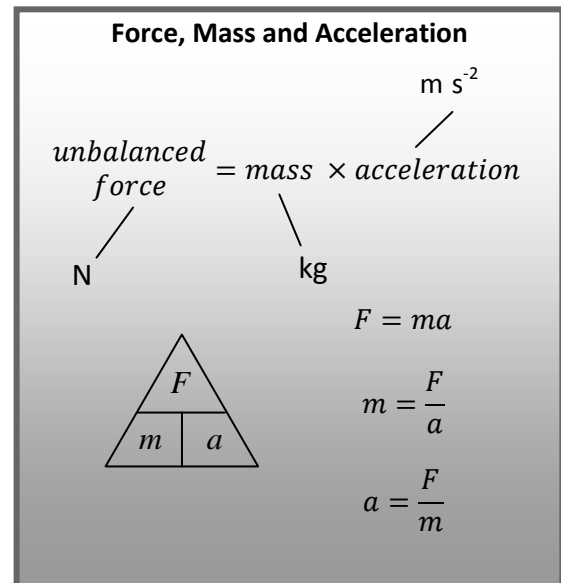 Force, Mass and Acceleration
m s⁻²
unbalanced
force
= mass × acceleration
N
kg
F = ma
F
m a
m = F/a
a = F/m